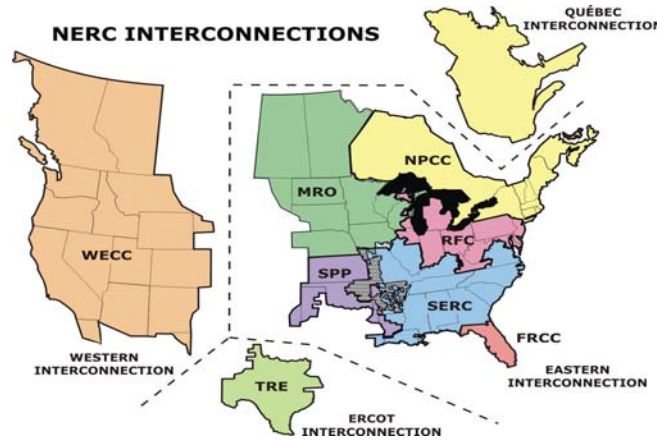 NERC INTERCONNECTIONS
QUÉBEC
INTERCONNECTION
NPCC
MRO
RFC
WECC
SPP
SERC
FRCC
WESTERN
INTERCONNECTION
EASTERN
INTERCONNECTION
TRE
ERCOT
INTERCONNECTION